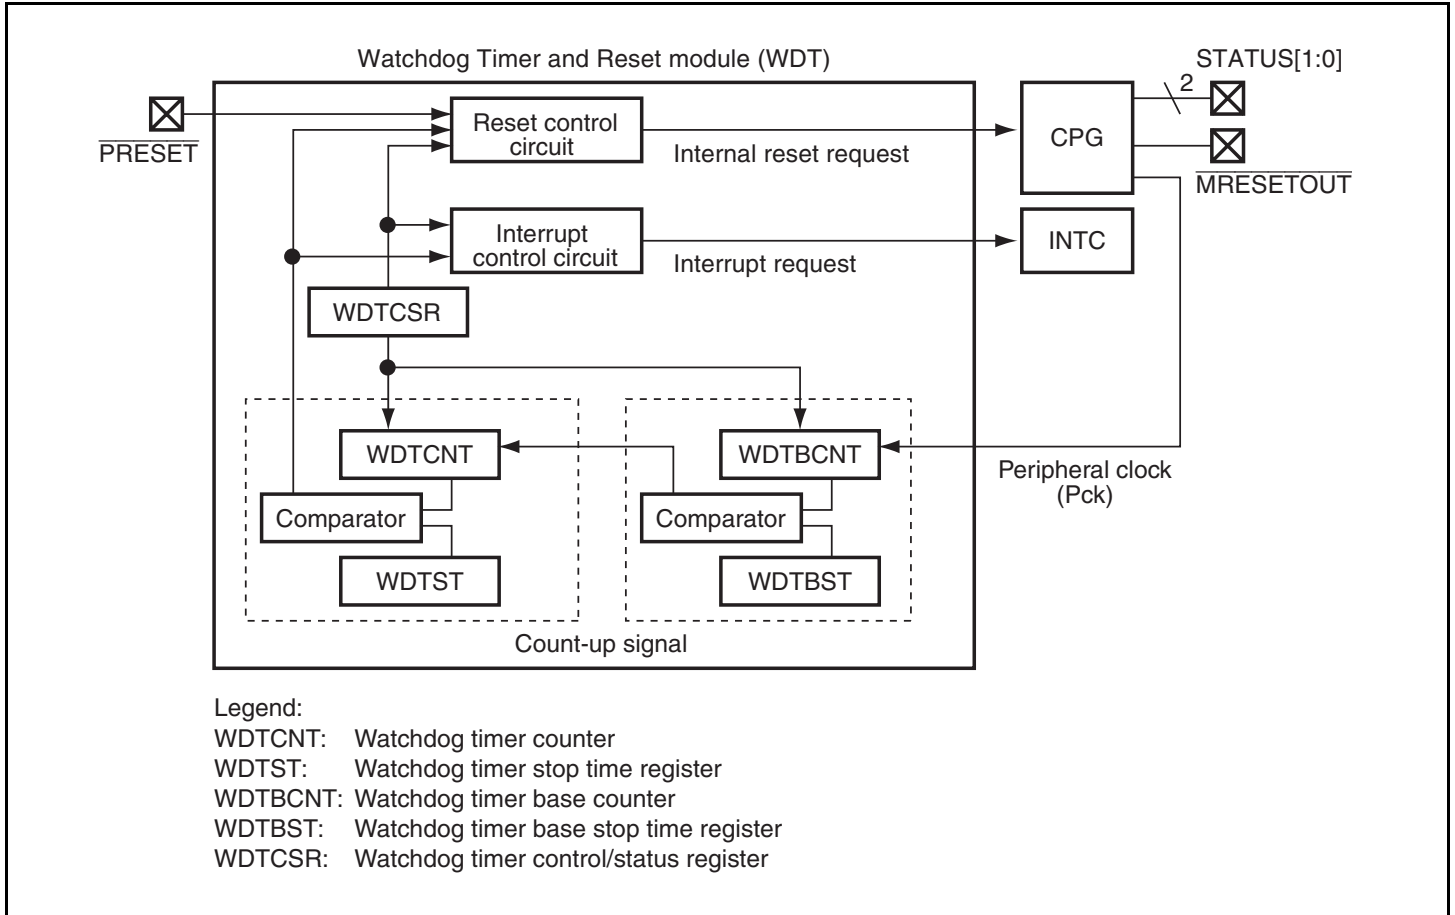 Watchdog Timer and Reset module (WDT)
STATUS[1:0]
2
PRESET
Reset control
circuit
Internal reset request
CPG
MRESETOUT
Interrupt
control circuit
Interrupt request
INTC
WDTCSR
WDTCNT
WDTBCNT
Peripheral clock
(Pck)
Comparator
Comparator
WDTST
WDTBST
Count-up signal
Legend:
WDTCNT: Watchdog timer counter
WDTST: Watchdog timer stop time register
WDTBCNT: Watchdog timer base counter
WDTBST: Watchdog timer base stop time register
WDTCSR: Watchdog timer control/status register